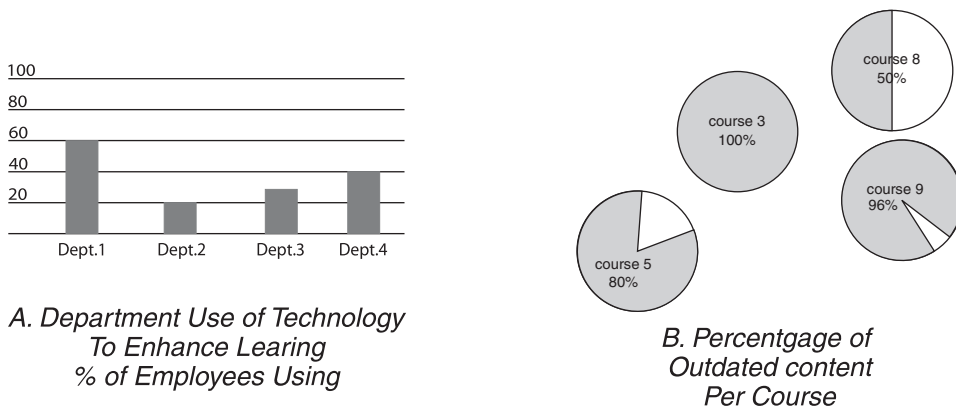 100
80
60
40
20
Dept.1 Dept.2 Dept.3 Dept.4
A. Department Use of Technology
To Enhance Learing
% of Employees Using
course 8
50%
course 3
100%
course 9
96%
course 5
80%
B. Percentgage of
Outdated content
Per Course